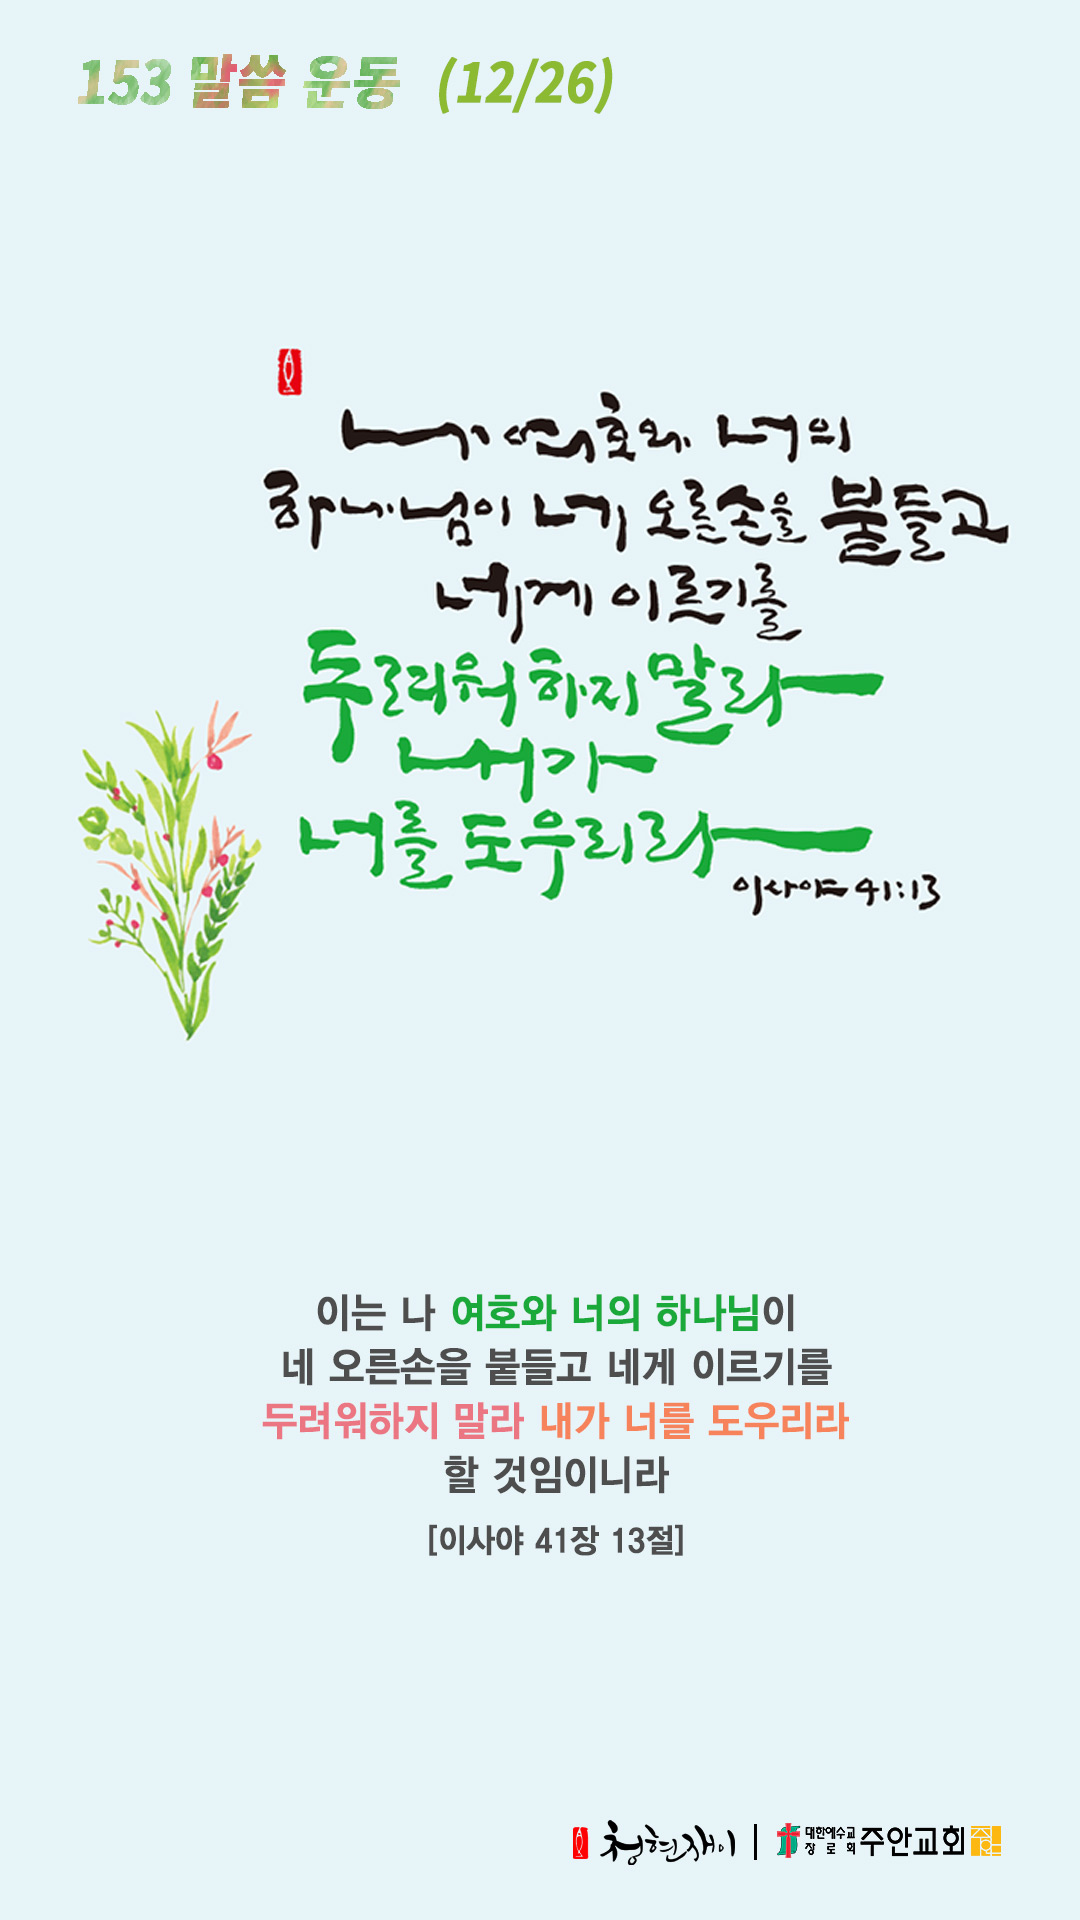 153 말씀 운동 (12/26)
나 여호와 너의
하나님이 네 오른손을 붙들고
네게 이르기를
두려워하지 말라
내가
너를 도우리라
이사야 41:13
이는 나 여호와 너의 하나님이
네 오른손을 붙들고 네게 이르기를
두려워하지 말라 내가 너를 도우리라
할 것임이니라
[이사야 41장 13절]
청현재이 | 대한예수교장로회 주안교회